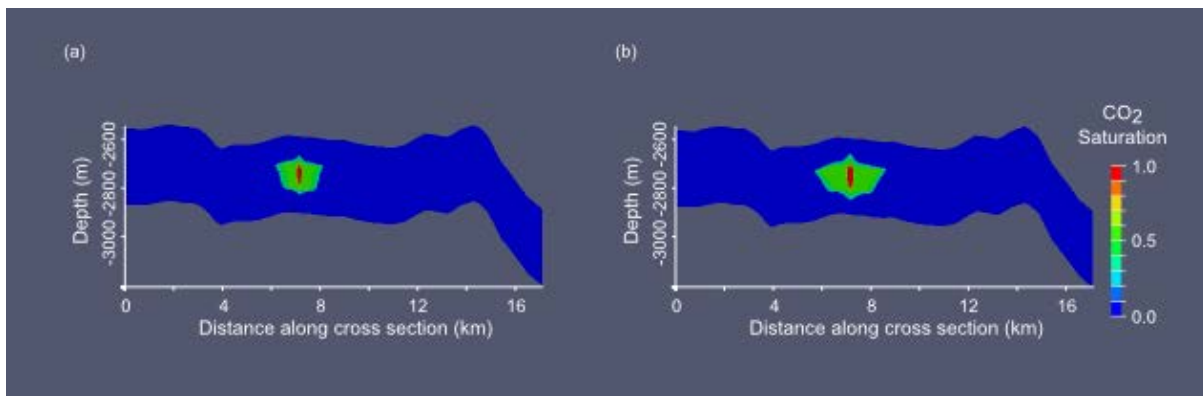 (a)
Depth (m)
-2600
-2800
-3000
0 4 8 12 16
Distance along cross section (km)
(b)
Depth (m)
-2600
-2800
-3000
0 4 8 12 16
Distance along cross section (km)
CO2
Saturation
1.0
0.5
0.0